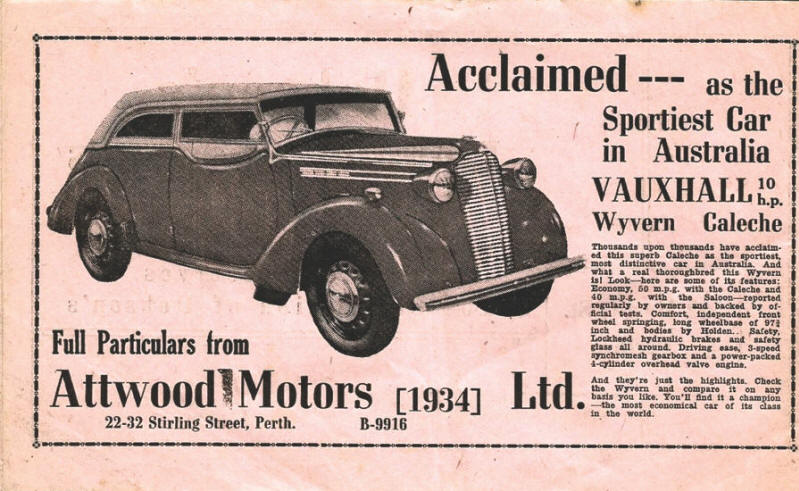 Acclaimed --- as the
Sportiest Car
in Australia
VAUXHALL 10 h.p.
Wyvern Caleche
Thousands upon thousands have acclaim-
ed this superb Caleche as the sportiest,
most distinctive car in Australia. And
what a real thoroughbred this Wyvern
is! Look—here are some of its features:
Economy, 50 m.p.g. with the Caleche and
40 m.p.g. with the Saloon—reported
regularly by owners and backed by of-
ficial tests. Comfort, independent front
wheel springing, long wheelbase of 97¾
inch and bodies by Holden. Safety,
Lockheed hydraulic brakes and safety
glass all around. Driving ease, 3-speed
synchromesh gearbox and a power-packed
4-cylinder overhead valve engine.
And they're just the highlights. Check
the Wyvern and compare it on any
basis you like. You'll find it a champion
—the most economical car of its class
in the world.
Full Particulars from
Attwood Motors [1934] Ltd.
22-32 Stirling Street, Perth. B-9916